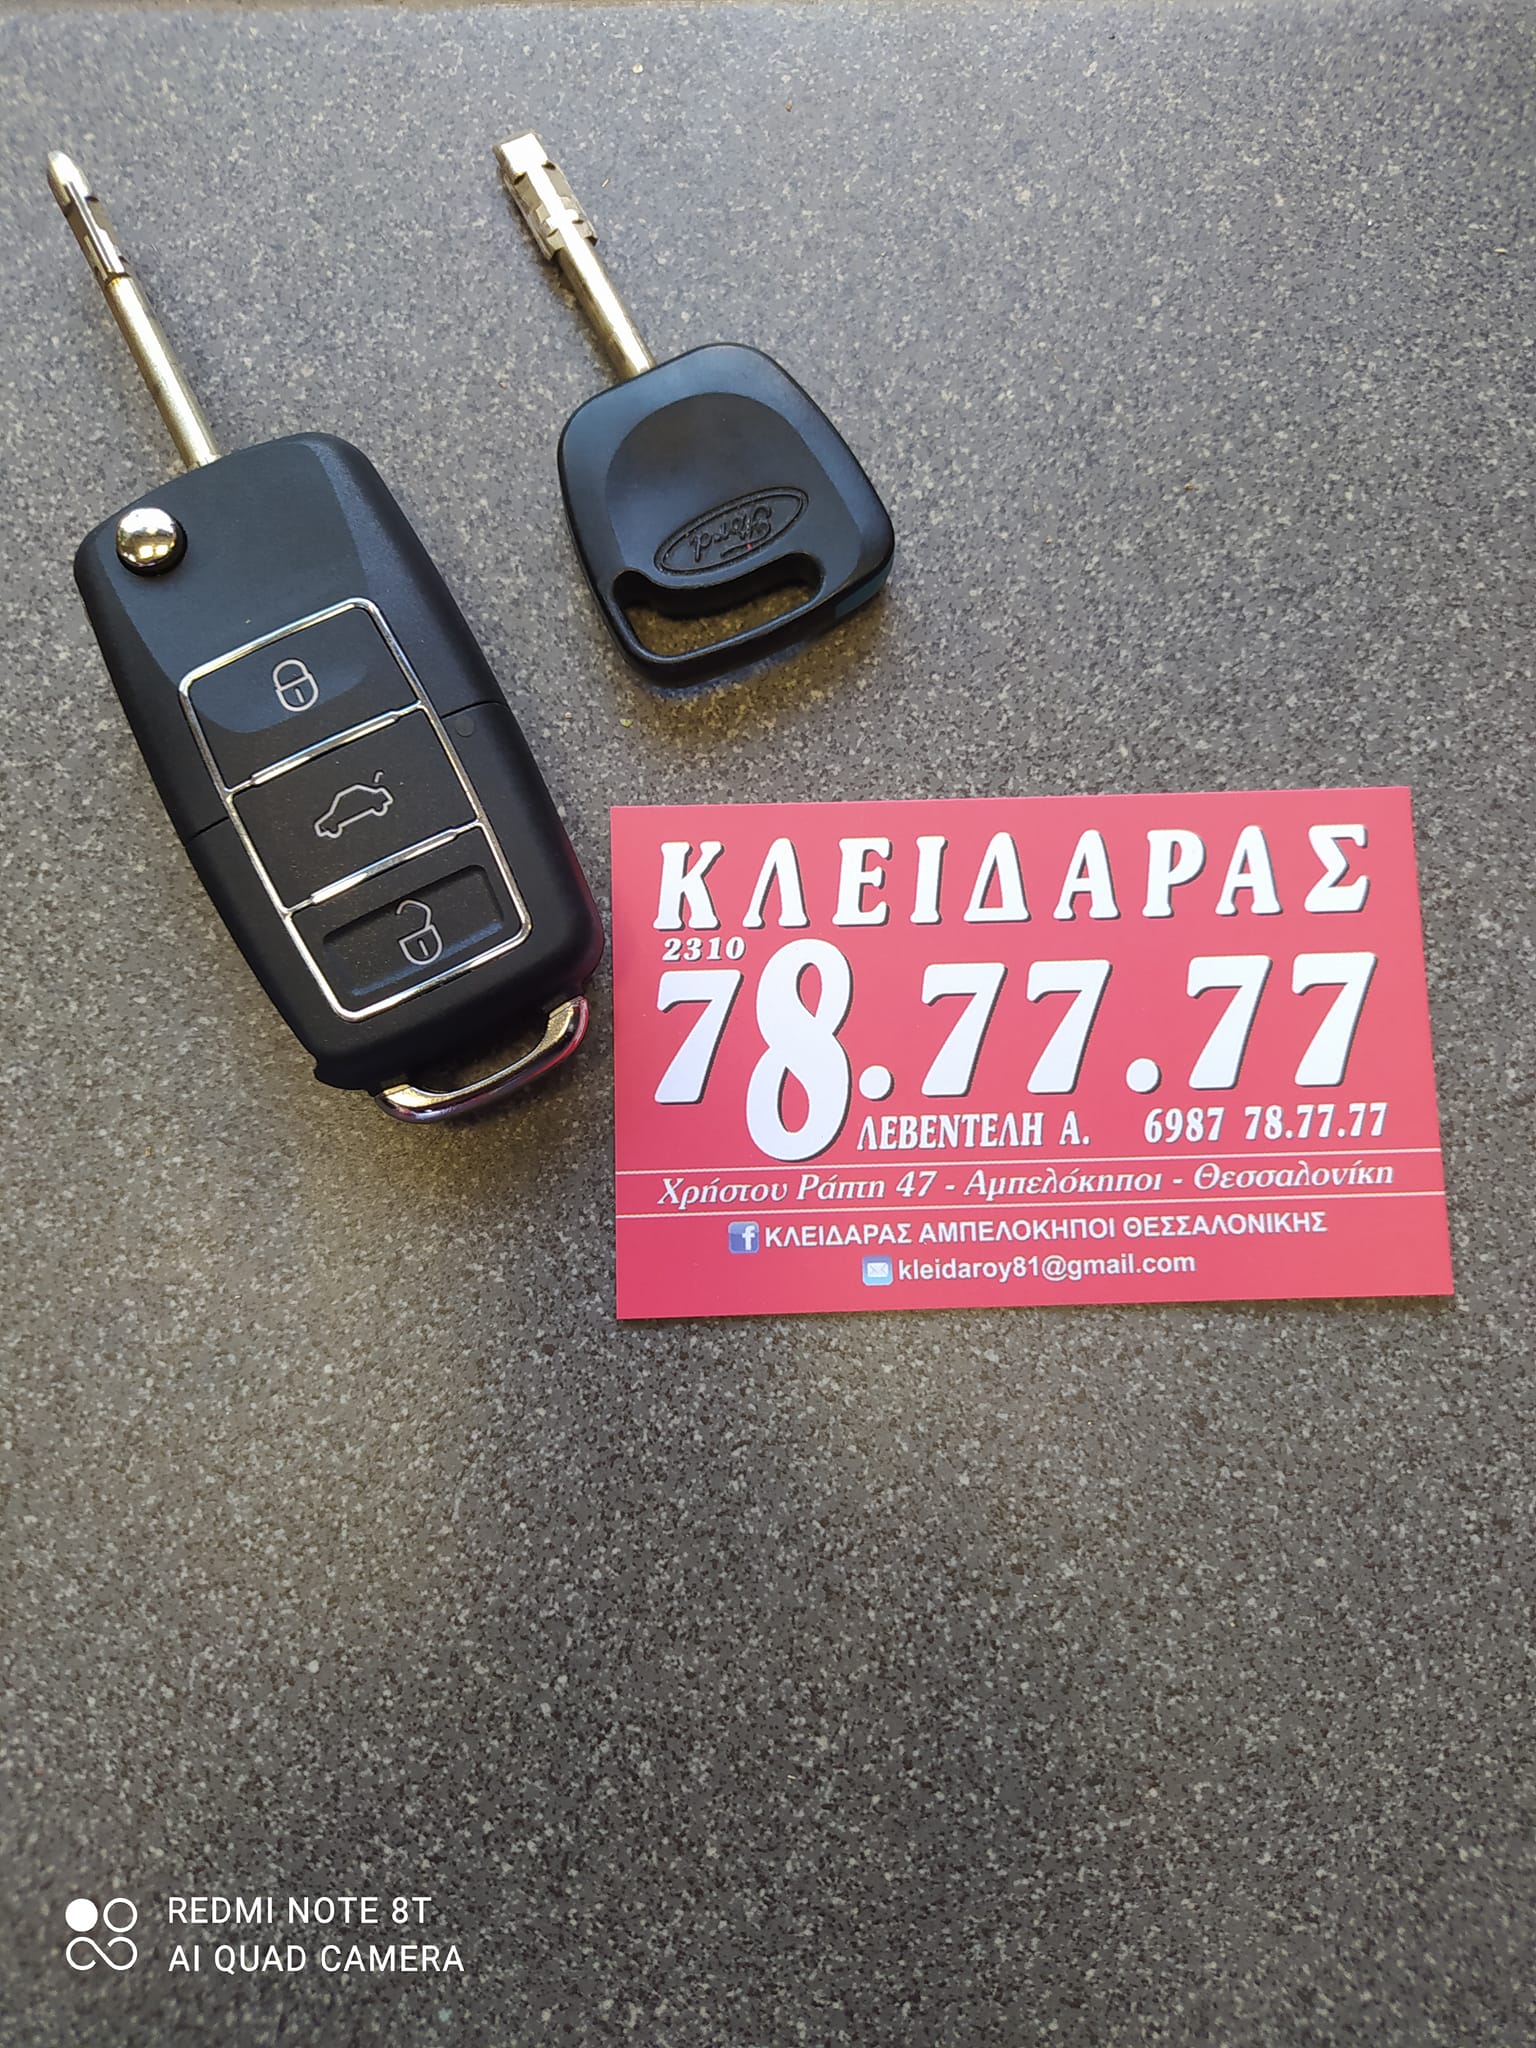 Ford
ΚΛΕΙΔΑΡΑΣ
2310
78.77.77
ΛΕΒΕΝΤΕΛΗ Α. 6987 78.77.77
Χρήστου Ράπτη 47 - Αμπελόκηποι - Θεσσαλονίκη
f ΚΛΕΙΔΑΡΑΣ ΑΜΠΕΛΟΚΗΠΟΙ ΘΕΣΣΑΛΟΝΙΚΗΣ
kleidaroy81@gmail.com
REDMI NOTE 8T
AI QUAD CAMERA